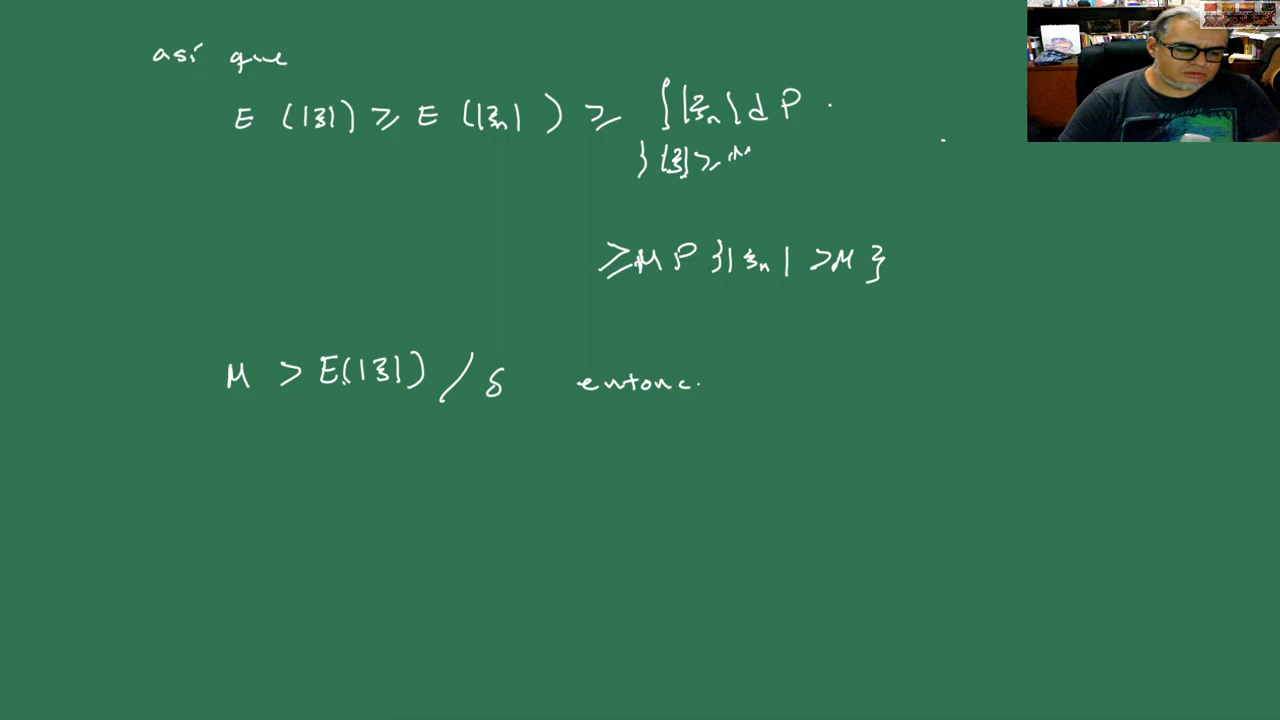 así que
E (|ξ|) ≥ E (|ξn|) ≥ ∫|ξn| dP
{|ξ| ≥ M
≥ M P {|ξn| > M}
M > E(|ξ|) / δ entonc